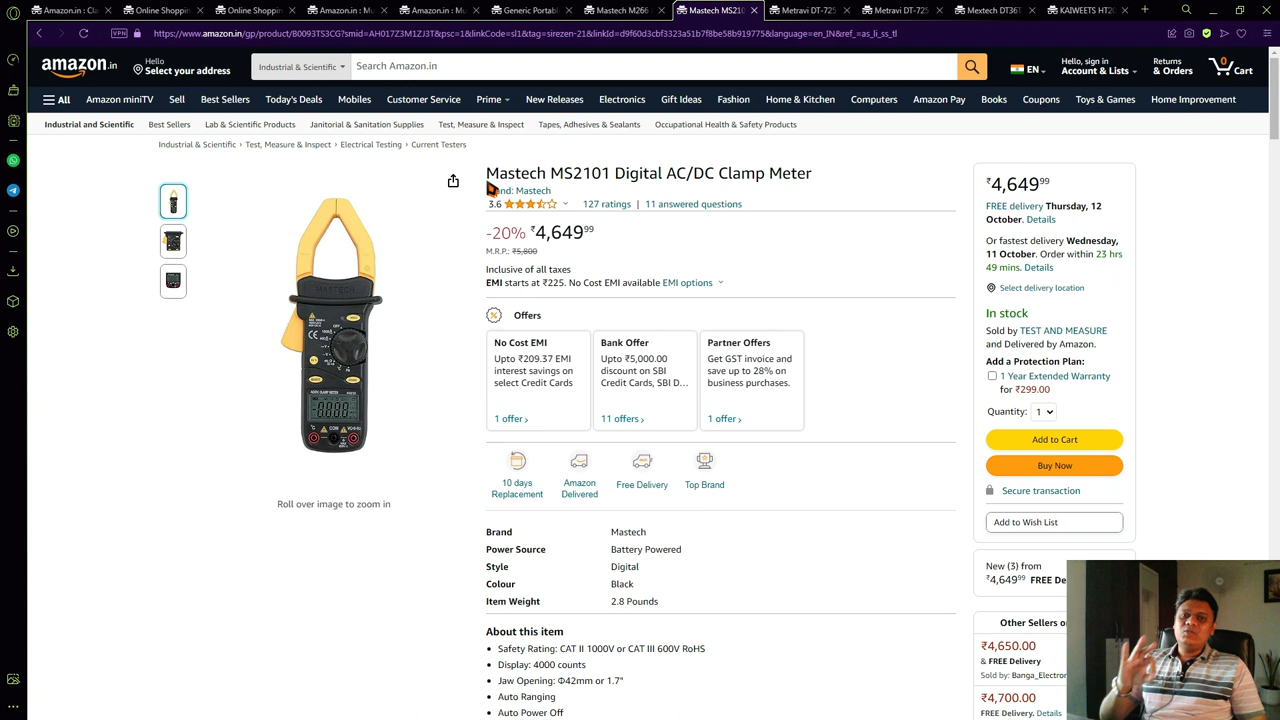 Amazon.in : Cla
Online Shoppin
Online Shoppin
Amazon.in : Mu
Amazon.in : Mu
Generic Portabl
Mastech M266
Mastech MS210
Metravi DT-725
Metravi DT-725
Mextech DT36T
KAIWEETS HT20
VPN
https://www.amazon.in/gp/product/B0093TS3CG?smid=AH017Z3M1ZJ3T&psc=1&linkCode=sl1&tag=sirezen-21&linkId=d9f60d3cbf3323a51b7f8be58b919775&language=en_IN&ref_=as_li_ss_tl
amazon.in
Hello
Select your address
Industrial & Scientific
Search Amazon.in
EN
Hello, sign in
Account & Lists
Returns
& Orders
0
Cart
All
Amazon miniTV
Sell
Best Sellers
Today's Deals
Mobiles
Customer Service
Prime
New Releases
Electronics
Gift Ideas
Fashion
Home & Kitchen
Computers
Amazon Pay
Books
Coupons
Toys & Games
Home Improvement
Industrial and Scientific
Best Sellers
Lab & Scientific Products
Janitorial & Sanitation Supplies
Test, Measure & Inspect
Tapes, Adhesives & Sealants
Occupational Health & Safety Products
Industrial & Scientific › Test, Measure & Inspect › Electrical Testing › Current Testers
MASTECH
Roll over image to zoom in
Mastech MS2101 Digital AC/DC Clamp Meter
nd: Mastech
3.6
127 ratings | 11 answered questions
-20% ₹4,649⁹⁹
M.R.P.: ₹5,800
Inclusive of all taxes
EMI starts at ₹225. No Cost EMI available EMI options
Offers
No Cost EMI
Upto ₹209.37 EMI
interest savings on
select Credit Cards
1 offer ›
Bank Offer
Upto ₹5,000.00
discount on SBI
Credit Cards, SBI D...
11 offers ›
Partner Offers
Get GST invoice and
save up to 28% on
business purchases.
1 offer ›
10 days
Replacement
Amazon
Delivered
Free Delivery
Top Brand
Brand Mastech
Power Source Battery Powered
Style Digital
Colour Black
Item Weight 2.8 Pounds
About this item
• Safety Rating: CAT II 1000V or CAT III 600V RoHS
• Display: 4000 counts
• Jaw Opening: Φ42mm or 1.7"
• Auto Ranging
• Auto Power Off
₹4,649⁹⁹
FREE delivery Thursday, 12
October. Details
Or fastest delivery Wednesday,
11 October. Order within 23 hrs
49 mins. Details
Select delivery location
In stock
Sold by TEST AND MEASURE
and Delivered by Amazon.
Add a Protection Plan:
1 Year Extended Warranty
for ₹299.00
Quantity: 1
Add to Cart
Buy Now
Secure transaction
Add to Wish List
New (3) from
₹4,649⁹⁹ FREE De
Other Sellers o
₹4,650.00
& FREE Delivery
Sold by: Banga_Electron
₹4,700.00
FREE Delivery. Details